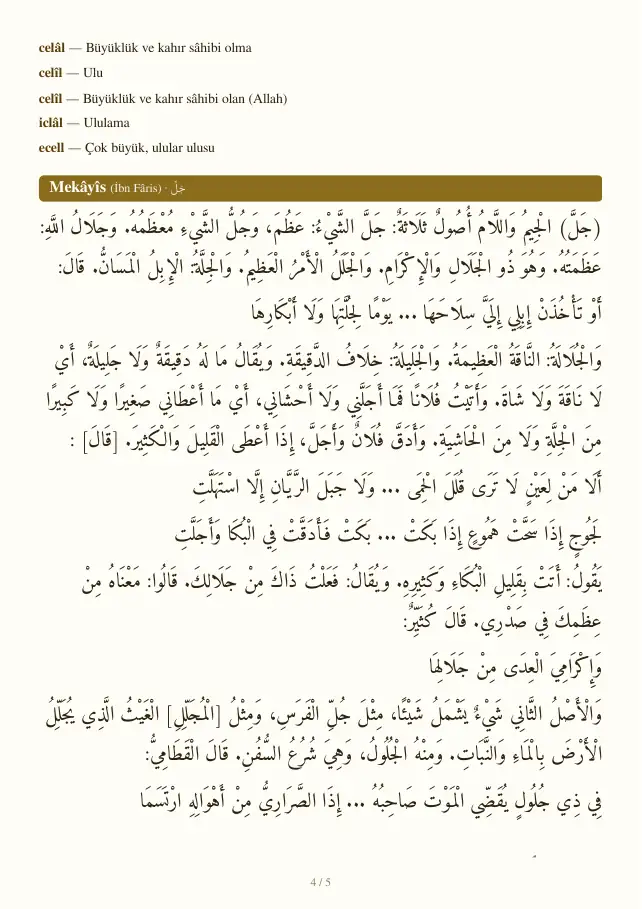 celâl — Büyüklük ve kahır sâhibi olma
celîl — Ulu
celîl — Büyüklük ve kahır sâhibi olan (Allah)
iclâl — Ululama
ecell — Çok büyük, ulular ulusu
Mekâyîs (İbn Fâris) · جَلَّ
(جَلَّ) الْجِيمُ وَاللَّامُ أُصُولٌ ثَلَاثَةٌ: جَلَّ الشَّيْءُ: عَظُمَ، وَجُلُّ الشَّيْءِ مُعْظَمُهُ. وَجَلَالُ اللَّهِ:
عَظَمَتُهُ. وَهُوَ ذُو الْجَلَالِ وَالْإِكْرَامِ. وَالْجَلَلُ الْأَمْرُ الْعَظِيمُ. وَالْجِلَّةُ: الْإِبِلُ الْمَسَانُّ. قَالَ:
أَوْ تَأْخُذَنْ إِبِلِي إِلَيَّ سِلَاحَهَا ... يَوْمًا لِجُلَّتِهَا وَلَا أَبْكَارِهَا
وَالْجُلَالَةُ: النَّاقَةُ الْعَظِيمَةُ. وَالْجَلِيلَةُ: خِلَافُ الدَّقِيقَةِ. وَيُقَالُ مَا لَهُ دَقِيقَةٌ وَلَا جَلِيلَةٌ، أَيْ
لَا نَاقَةَ وَلَا شَاةَ. وَأَتَيْتُ فُلَانًا فَمَا أَجَلَّنِي وَلَا أَحْشَانِي، أَيْ مَا أَعْطَانِي صَغِيرًا وَلَا كَبِيرًا
مِنَ الْجِلَّةِ وَلَا مِنَ الْحَاشِيَةِ. وَأَدَقَّ فُلَانٌ وَأَجَلَّ، إِذَا أَعْطَى الْقَلِيلَ وَالْكَثِيرَ. [قَالَ] :
أَلَا مَنْ لِعَيْنٍ لَا تَرَى قُلَلَ الْحِمَى ... وَلَا جَبَلَ الرَّيَّانِ إِلَّا اسْتَهَلَّتِ
لَجُوجٍ إِذَا سَحَّتْ هَمُوعٍ إِذَا بَكَتْ ... بَكَتْ فَأَدَقَّتْ فِي الْبُكَا وَأَجَلَّتِ
يَقُولُ: أَتَتْ بِقَلِيلِ الْبُكَاءِ وَكَثِيرِهِ. وَيُقَالُ: فَعَلْتُ ذَاكَ مِنْ جَلَالِكَ. قَالُوا: مَعْنَاهُ مِنْ
عِظَمِكَ فِي صَدْرِي. قَالَ كُثَيِّرٌ:
وَإِكْرَامِيَ الْعِدَى مِنْ جَلَالِهَا
وَالْأَصْلُ الثَّانِي شَيْءٌ يَشْمَلُ شَيْئًا، مِثْلَ جُلِّ الْفَرَسِ، وَمِثْلُ [الْمُجَلِّلِ] الْغَيْثُ الَّذِي يُجَلِّلُ
الْأَرْضَ بِالْمَاءِ وَالنَّبَاتِ. وَمِنْهُ الْجُلُولُ، وَهِيَ شُرُعُ السُّفُنِ. قَالَ الْقَطَامِيُّ:
فِي ذِي جُلُولٍ يُقَضِّي الْمَوْتَ صَاحِبُهُ ... إِذَا الصَّرَارِيُّ مِنْ أَهْوَالِهِ ارْتَسَمَا
4 / 5